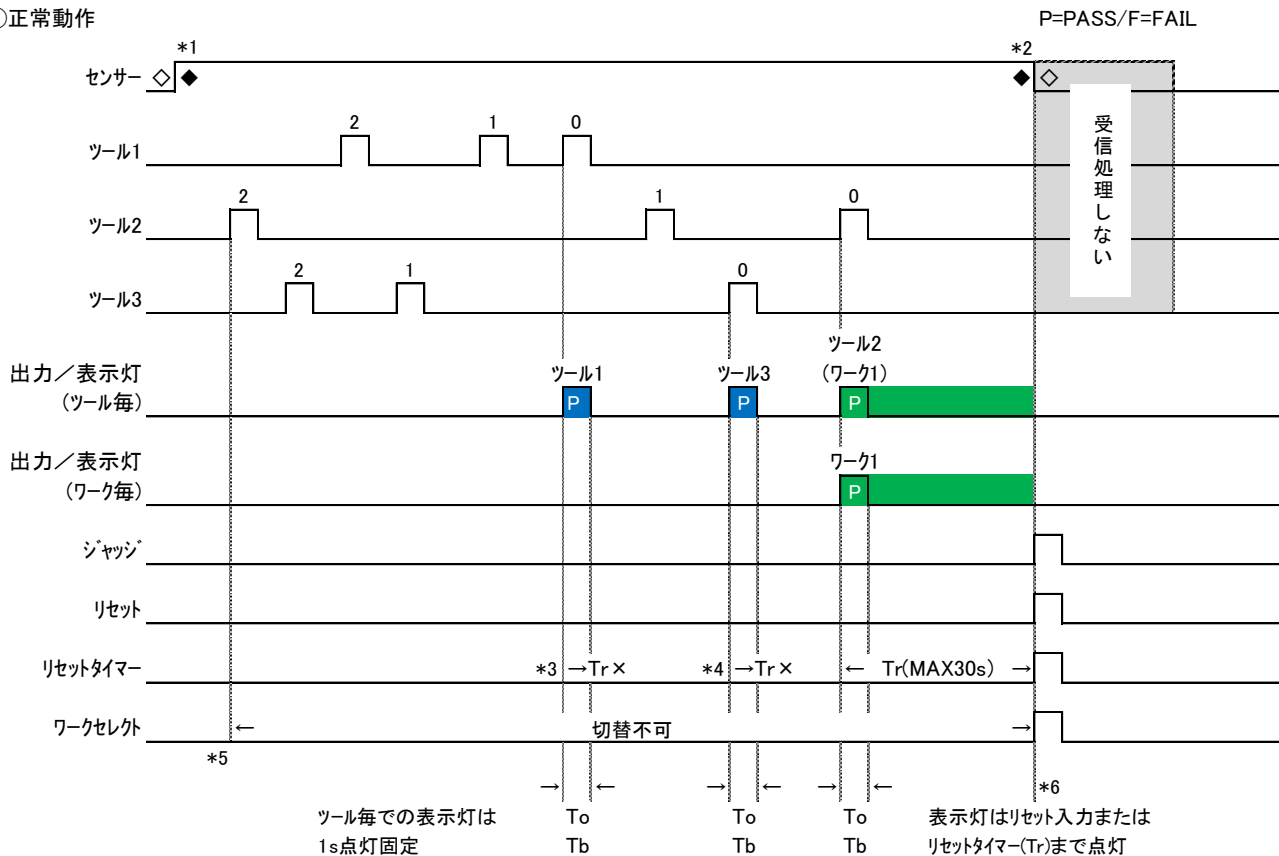 )正常動作
P=PASS/F=FAIL
*1
*2
センサー ◇ ◆ ◆ ◇
2 1 0
ツール1
2 1 0
ツール2
2 1 0
ツール3
受信処理しない
ツール2
出力／表示灯 ツール1 ツール3 (ワーク1)
(ツール毎) P P P
出力／表示灯 ワーク1
(ワーク毎) P
ジャッジ
リセット
リセットタイマー *3 →Tr× *4 →Tr× ← Tr(MAX30s) →
ワークセレクト ← 切替不可 →
*5
→ ← → ← → ← *6
ツール毎での表示灯は To To To 表示灯はリセット入力または
1s点灯固定 Tb Tb Tb リセットタイマー(Tr)まで点灯